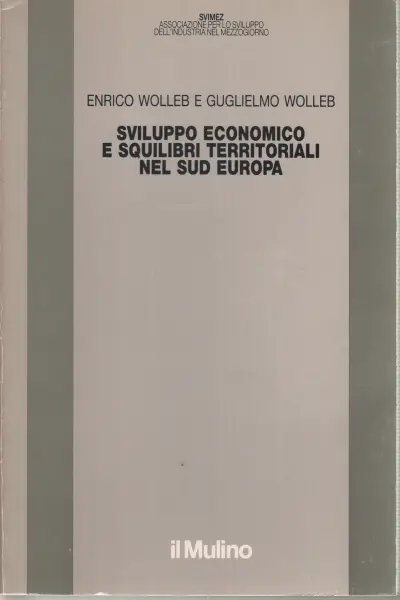 SVIMEZ
ASSOCIAZIONE PER LO SVILUPPO
DELL'INDUSTRIA NEL MEZZOGIORNO
ENRICO WOLLEB E GUGLIELMO WOLLEB
SVILUPPO ECONOMICO
E SQUILIBRI TERRITORIALI
NEL SUD EUROPA
il Mulino